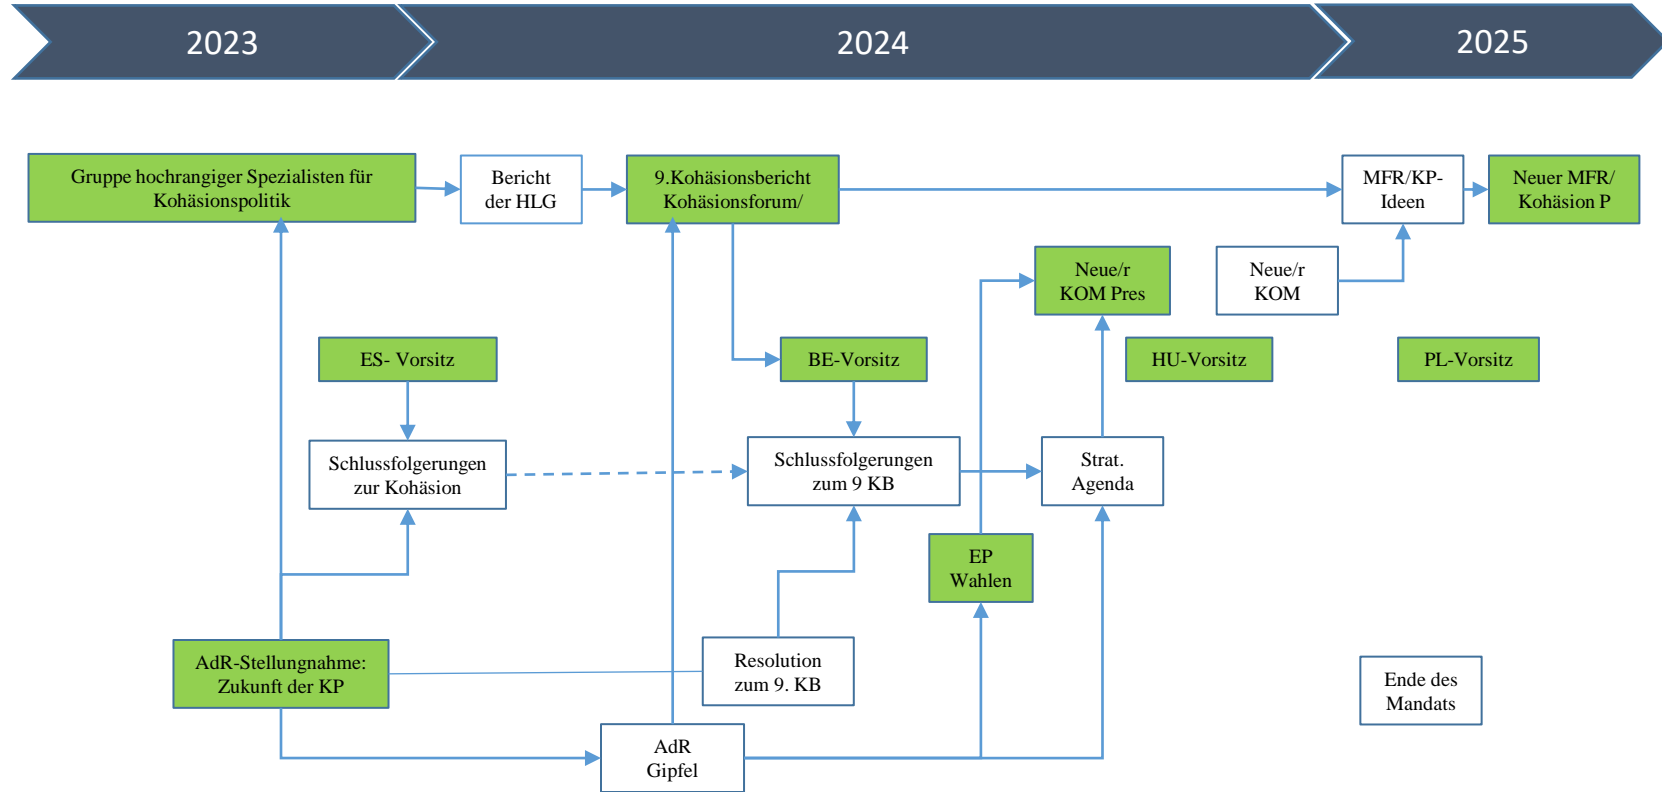 2023
2024
2025
Gruppe hochrangiger Spezialisten für
Kohäsionspolitik
Bericht
der HLG
9.Kohäsionsbericht
Kohäsionsforum/
MFR/KP-
Ideen
Neuer MFR/
Kohäsion P
Neue/r
KOM Pres
Neue/r
KOM
ES- Vorsitz
BE-Vorsitz
HU-Vorsitz
PL-Vorsitz
Schlussfolgerungen
zur Kohäsion
Schlussfolgerungen
zum 9 KB
Strat.
Agenda
EP
Wahlen
AdR-Stellungnahme:
Zukunft der KP
Resolution
zum 9. KB
Ende des
Mandats
AdR
Gipfel